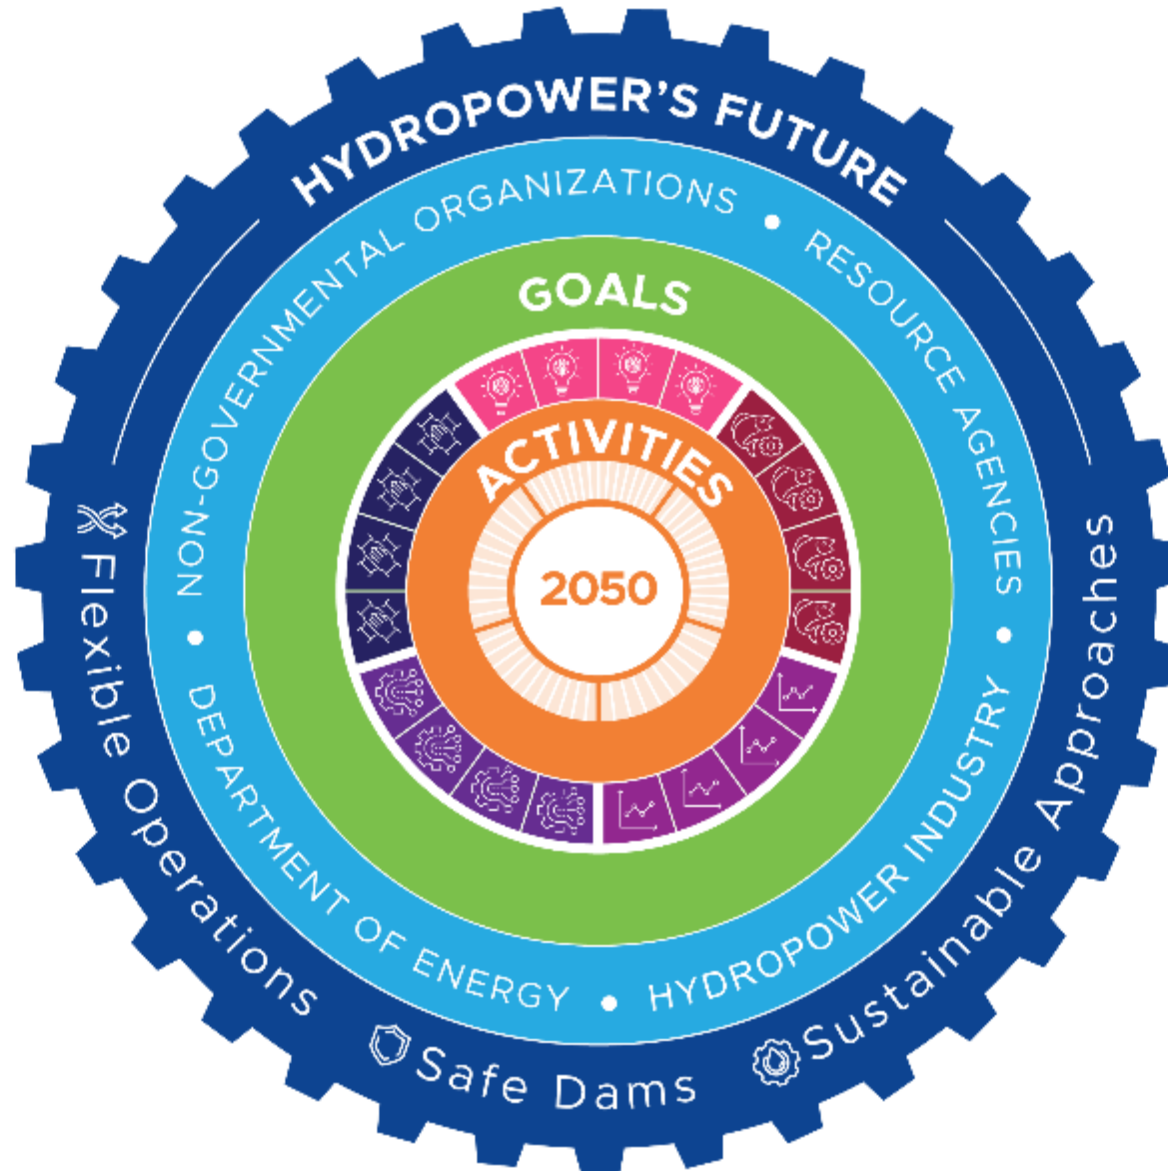 HYDROPOWER'S FUTURE
NON-GOVERNMENTAL ORGANIZATIONS • RESOURCE AGENCIES • HYDROPOWER INDUSTRY • DEPARTMENT OF ENERGY •
GOALS
ACTIVITIES
2050
Flexible Operations
Safe Dams
Sustainable Approaches